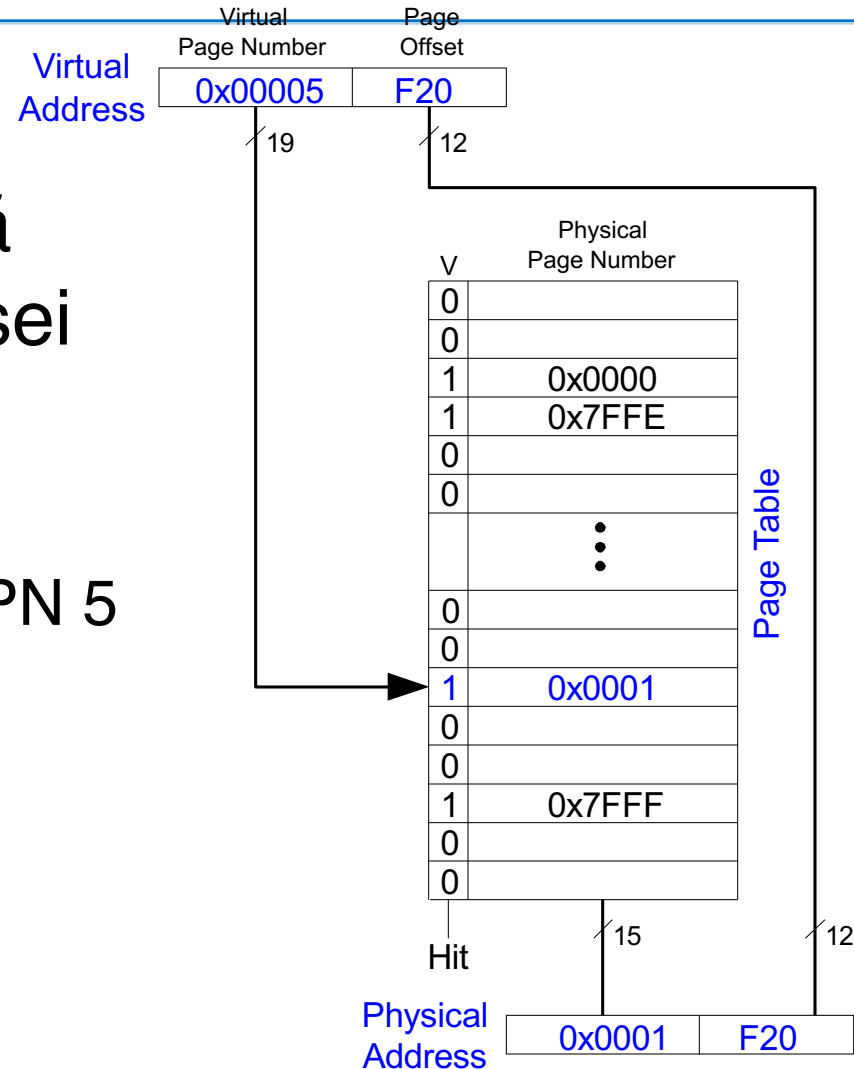 Virtual Page
Page Number Offset
Virtual
Address
0x00005 F20
19 12
ă
sei
PN 5
Physical
V Page Number
0
0
1 0x0000
1 0x7FFE
0
0
Page Table
0
0
1 0x0001
0
0
1 0x7FFF
0
0
15 12
Hit
Physical
Address
0x0001 F20